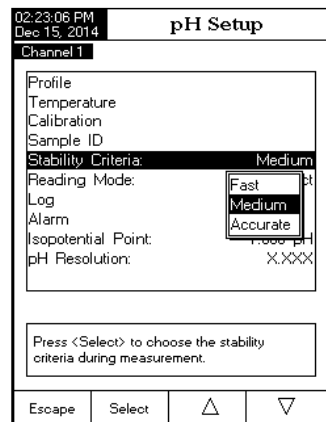 02:23:06 PM
Dec 15, 2014
pH Setup
Channel 1
Profile
Temperature
Calibration
Sample ID
Stability Criteria: Medium
Reading Mode:
Fast
Log
Medium
Alarm
Accurate
Isopotential Point: pH
pH Resolution: X.XXX
Press <Select> to choose the stability
criteria during measurement.
Escape Select △ ▽